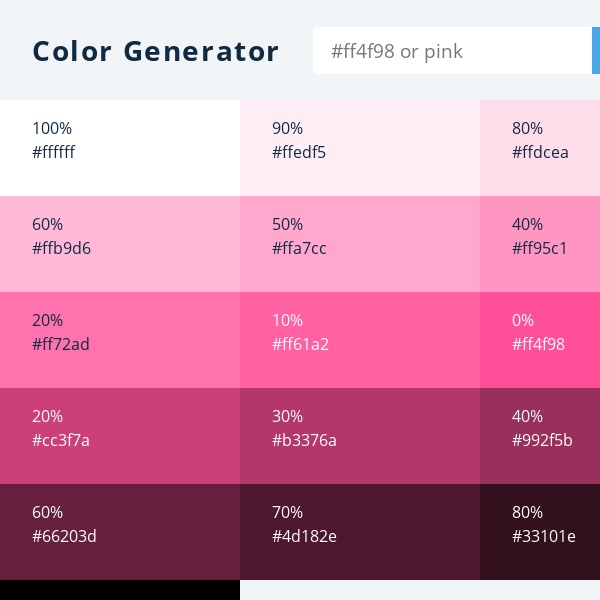 Color Generator
#ff4f98 or pink
100%
#ffffff
90%
#ffedf5
80%
#ffdcea
60%
#ffb9d6
50%
#ffa7cc
40%
#ff95c1
20%
#ff72ad
10%
#ff61a2
0%
#ff4f98
20%
#cc3f7a
30%
#b3376a
40%
#992f5b
60%
#66203d
70%
#4d182e
80%
#33101e